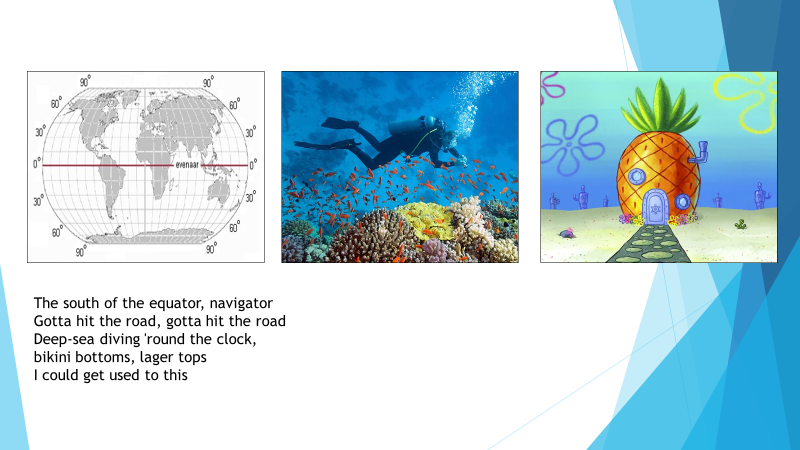 90° 90°
60° 60°
30° 30°
0° evenaar 0°
30° 30°
60° 60°
90° 90°
The south of the equator, navigator
Gotta hit the road, gotta hit the road
Deep-sea diving 'round the clock,
bikini bottoms, lager tops
I could get used to this